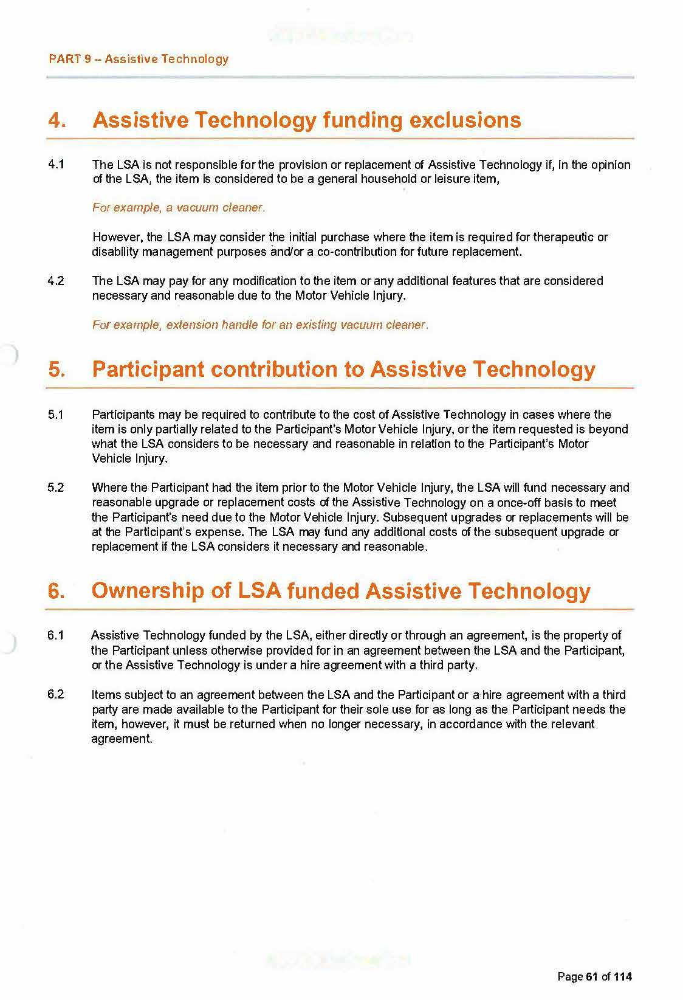 PART 9 – Assistive Technology
4. Assistive Technology funding exclusions
4.1 The LSA is not responsible for the provision or replacement of Assistive Technology if, in the opinion
of the LSA, the item is considered to be a general household or leisure item,
For example, a vacuum cleaner.
However, the LSA may consider the initial purchase where the item is required for therapeutic or
disability management purposes and/or a co-contribution for future replacement.
4.2 The LSA may pay for any modification to the item or any additional features that are considered
necessary and reasonable due to the Motor Vehicle Injury.
For example, extension handle for an existing vacuum cleaner.
5. Participant contribution to Assistive Technology
5.1 Participants may be required to contribute to the cost of Assistive Technology in cases where the
item is only partially related to the Participant's Motor Vehicle Injury, or the item requested is beyond
what the LSA considers to be necessary and reasonable in relation to the Participant's Motor
Vehicle Injury.
5.2 Where the Participant had the item prior to the Motor Vehicle Injury, the LSA will fund necessary and
reasonable upgrade or replacement costs of the Assistive Technology on a once-off basis to meet
the Participant's need due to the Motor Vehicle Injury. Subsequent upgrades or replacements will be
at the Participant's expense. The LSA may fund any additional costs of the subsequent upgrade or
replacement if the LSA considers it necessary and reasonable.
6. Ownership of LSA funded Assistive Technology
6.1 Assistive Technology funded by the LSA, either directly or through an agreement, is the property of
the Participant unless otherwise provided for in an agreement between the LSA and the Participant,
or the Assistive Technology is under a hire agreement with a third party.
6.2 Items subject to an agreement between the LSA and the Participant or a hire agreement with a third
party are made available to the Participant for their sole use for as long as the Participant needs the
item, however, it must be returned when no longer necessary, in accordance with the relevant
agreement.
Page 61 of 114